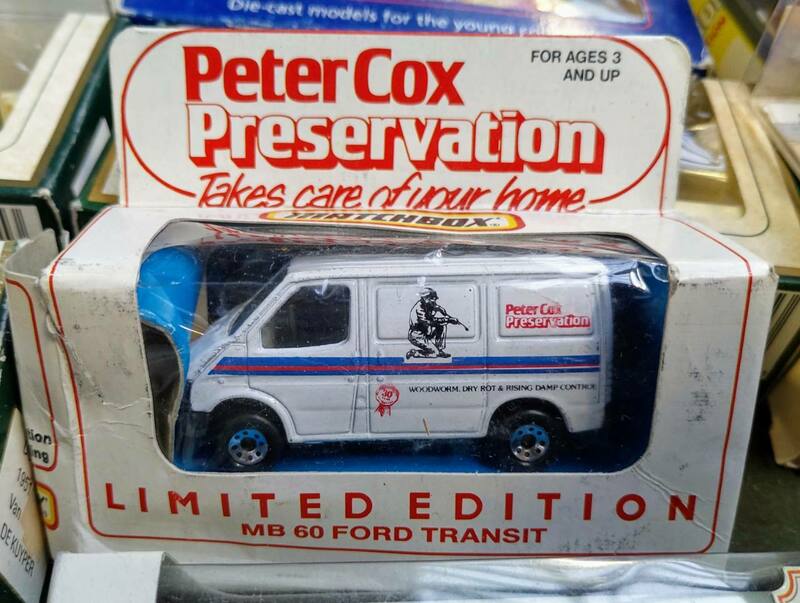 Die-cast models for the young
FOR AGES 3
AND UP
Peter Cox
Preservation
Takes care of your home
MATCHBOX®
Peter Cox
Preservation
WOODWORM, DRY ROT & RISING DAMP CONTROL
30
LIMITED EDITION
MB 60 FORD TRANSIT
Van
DE KUYPER